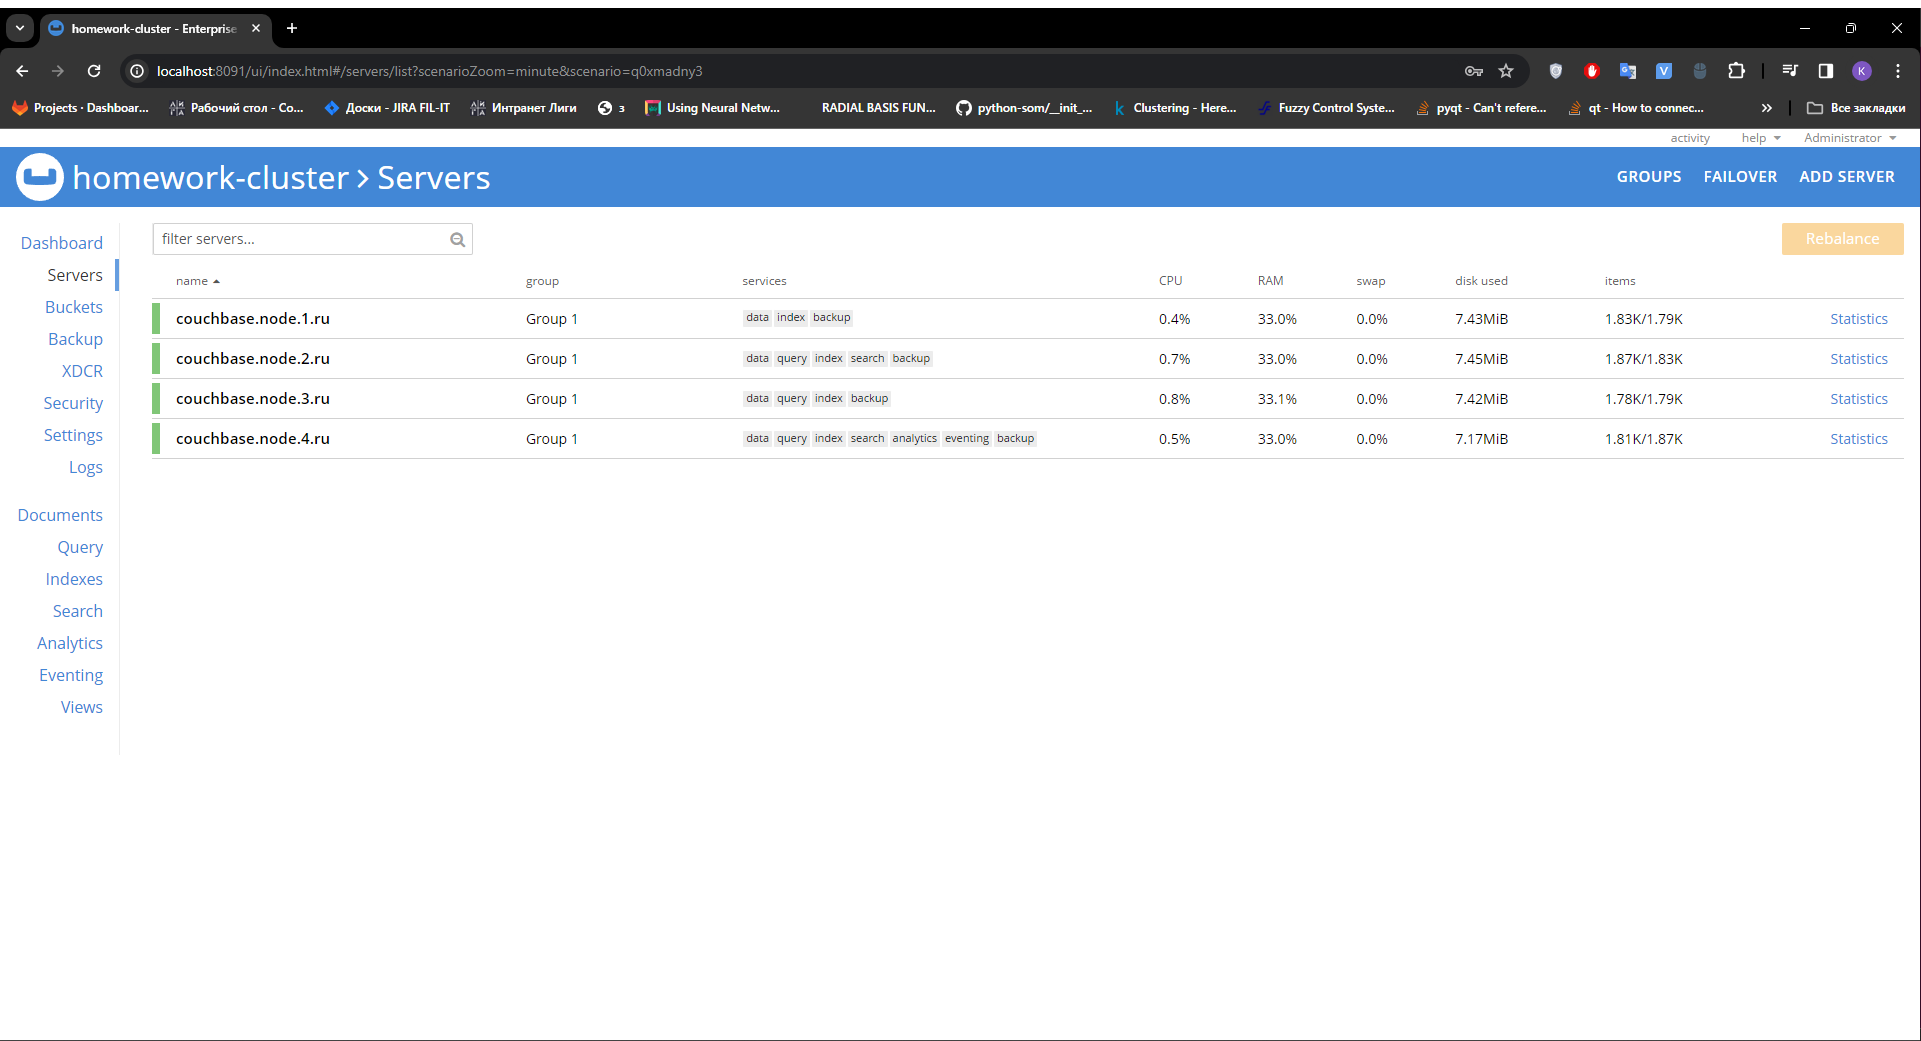 homework-cluster - Enterprise
localhost:8091/ui/index.html#/servers/list?scenarioZoom=minute&scenario=q0xmadny3
K
Projects · Dashboar... Рабочий стол - Co... Доски - JIRA FIL-IT Интранет Лиги з Using Neural Netw... RADIAL BASIS FUN... python-som/__init_... Clustering - Here... Fuzzy Control Syste... pyqt - Can't refere... qt - How to connec... » Все закладки
activity help Administrator
homework-cluster > Servers GROUPS FAILOVER ADD SERVER
filter servers... Rebalance
Dashboard
Servers
Buckets
Backup
XDCR
Security
Settings
Logs
Documents
Query
Indexes
Search
Analytics
Eventing
Views
name group services CPU RAM swap disk used items
couchbase.node.1.ru Group 1 data index backup 0.4% 33.0% 0.0% 7.43MiB 1.83K/1.79K Statistics
couchbase.node.2.ru Group 1 data query index search backup 0.7% 33.0% 0.0% 7.45MiB 1.87K/1.83K Statistics
couchbase.node.3.ru Group 1 data query index backup 0.8% 33.1% 0.0% 7.42MiB 1.78K/1.79K Statistics
couchbase.node.4.ru Group 1 data query index search analytics eventing backup 0.5% 33.0% 0.0% 7.17MiB 1.81K/1.87K Statistics